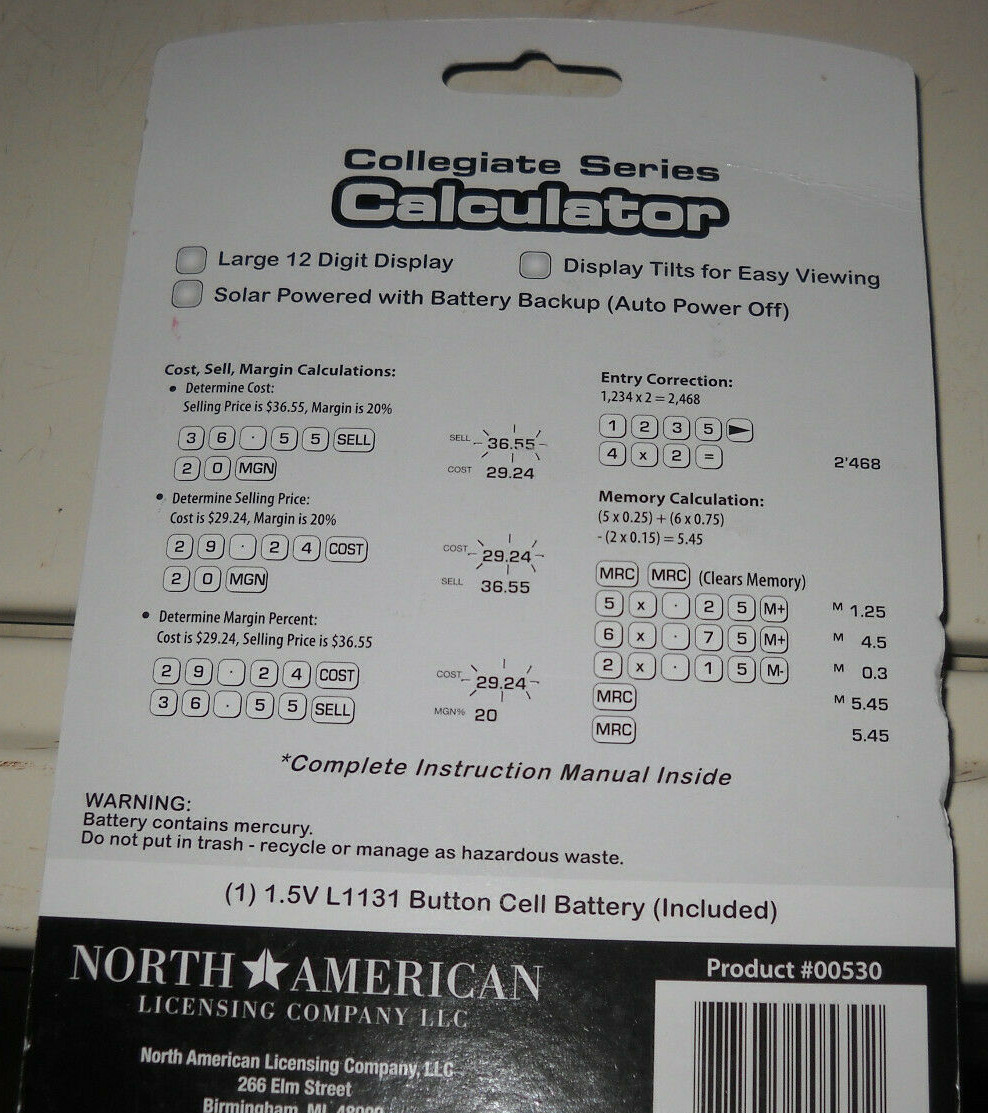 Collegiate Series
Calculator
Large 12 Digit Display
Display Tilts for Easy Viewing
Solar Powered with Battery Backup (Auto Power Off)
Cost, Sell, Margin Calculations:
• Determine Cost:
Selling Price is $36.55, Margin is 20%
3 6 . 5 5 SELL
SELL 36.55
2 0 MGN
COST 29.24
• Determine Selling Price:
Cost is $29.24, Margin is 20%
2 9 . 2 4 COST
COST 29.24
2 0 MGN
SELL 36.55
• Determine Margin Percent:
Cost is $29.24, Selling Price is $36.55
2 9 . 2 4 COST
COST 29.24
3 6 . 5 5 SELL
MGN% 20
Entry Correction:
1,234 x 2 = 2,468
1 2 3 5 ►
4 x 2 =
2'468
Memory Calculation:
(5 x 0.25) + (6 x 0.75)
- (2 x 0.15) = 5.45
MRC MRC (Clears Memory)
5 x . 2 5 M+ M 1.25
6 x . 7 5 M+ M 4.5
2 x . 1 5 M- M 0.3
MRC M 5.45
MRC 5.45
*Complete Instruction Manual Inside
WARNING:
Battery contains mercury.
Do not put in trash - recycle or manage as hazardous waste.
(1) 1.5V L1131 Button Cell Battery (Included)
NORTH★AMERICAN
LICENSING COMPANY LLC
Product #00530
North American Licensing Company, LLC
266 Elm Street
Birmingham, MI